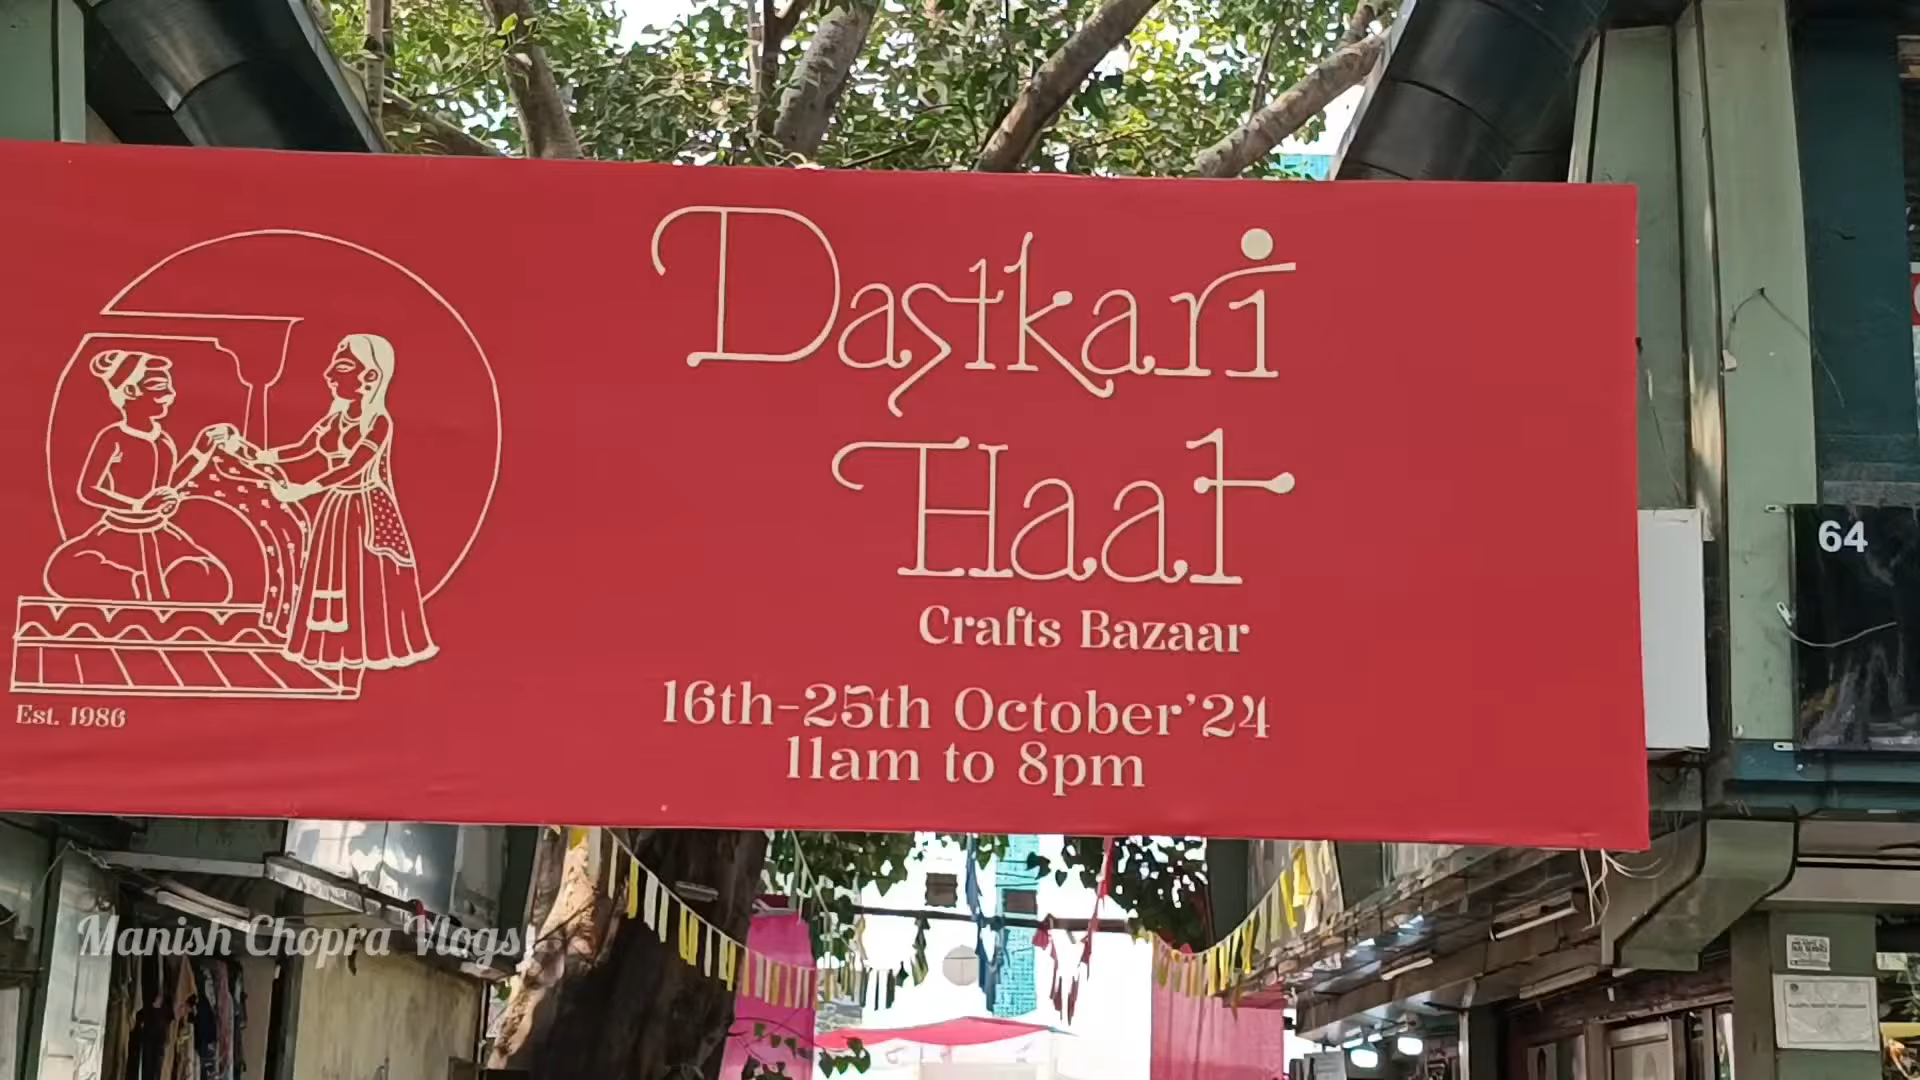 Dastkari
Haat
Crafts Bazaar
16th-25th October'24
11am to 8pm
Est. 1986
64
Manish Chopra Vlogs